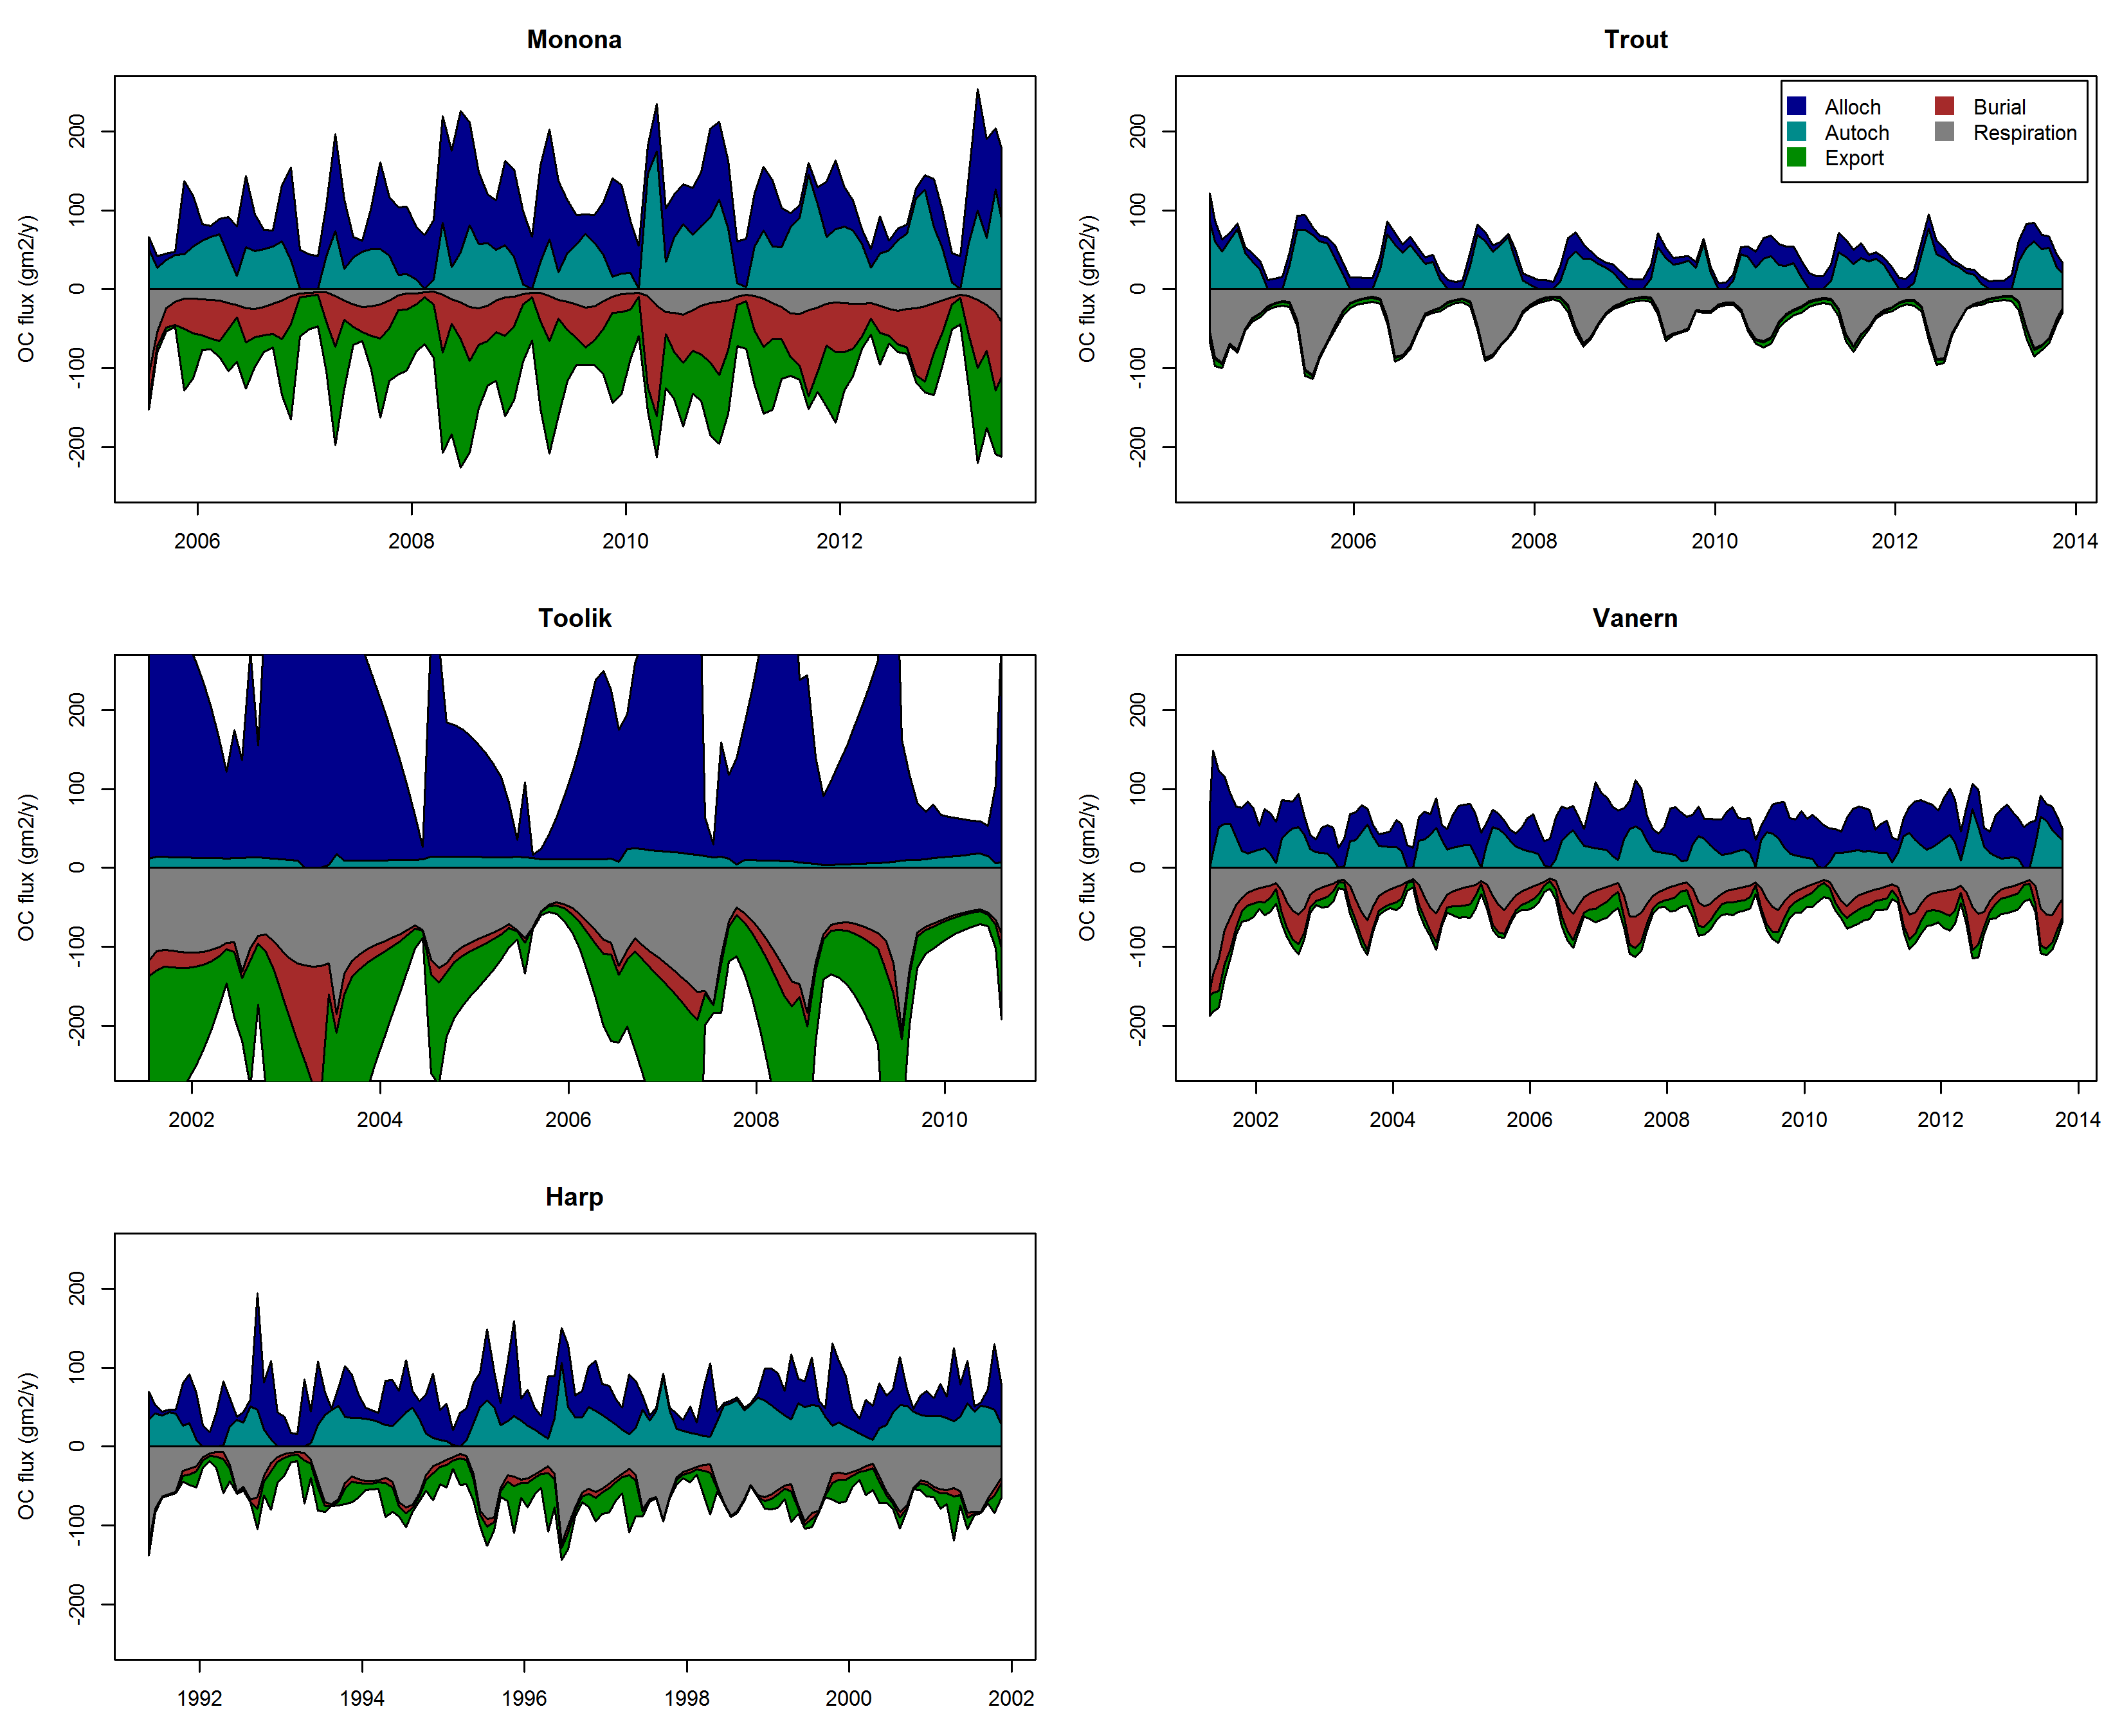 Monona
OC flux (gm2/y)
200
100
0
-100
-200
2006 2008 2010 2012
Trout
OC flux (gm2/y)
200
100
0
-100
-200
Alloch Burial
Autoch Respiration
Export
2006 2008 2010 2012 2014
Toolik
OC flux (gm2/y)
200
100
0
-100
-200
2002 2004 2006 2008 2010
Vanern
OC flux (gm2/y)
200
100
0
-100
-200
2002 2004 2006 2008 2010 2012 2014
Harp
OC flux (gm2/y)
200
100
0
-100
-200
1992 1994 1996 1998 2000 2002